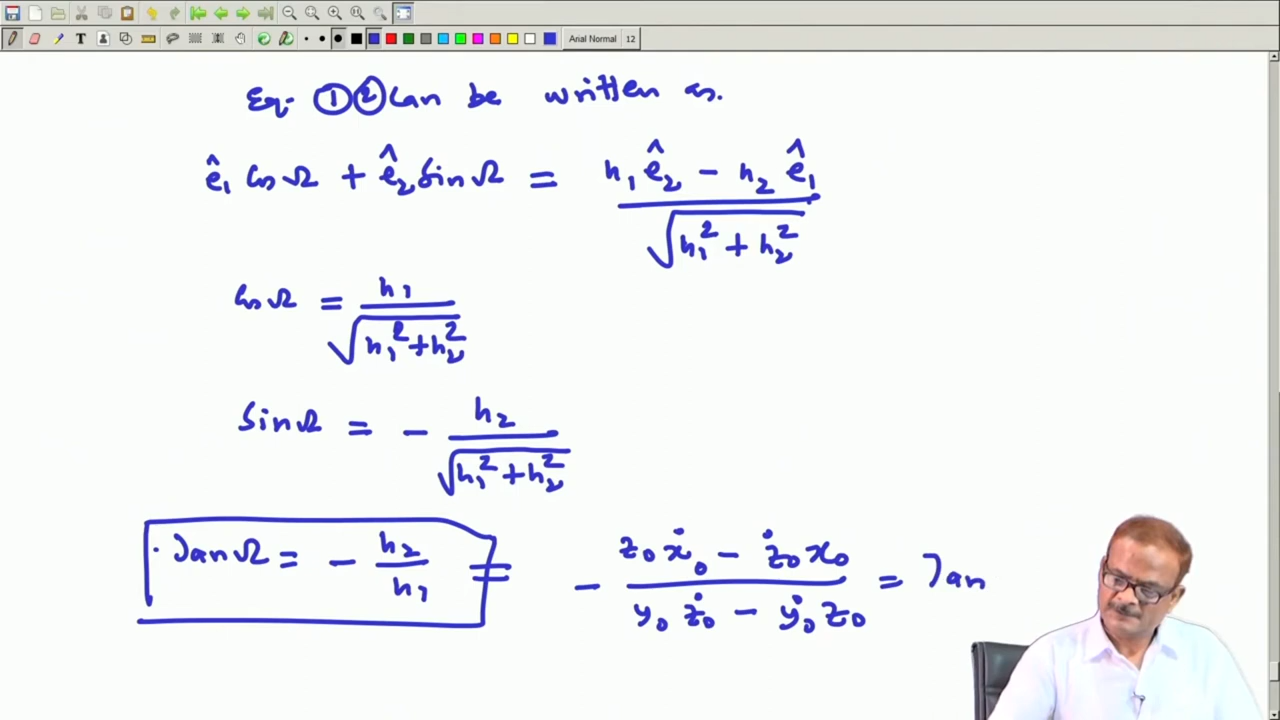 Arial Normal 12
Eq. ① ② can be written as.
ê₁ cos Ω + ê₂ sin Ω = (h₁ ê₂ − h₂ ê₁) / √(h₁² + h₂²)
cos Ω = h₁ / √(h₁² + h₂²)
sin Ω = − h₂ / √(h₁² + h₂²)
Tan Ω = − h₂ / h₁ = − (z₀ ẋ₀ − ż₀ x₀) / (y₀ ż₀ − ẏ₀ z₀) = Tan